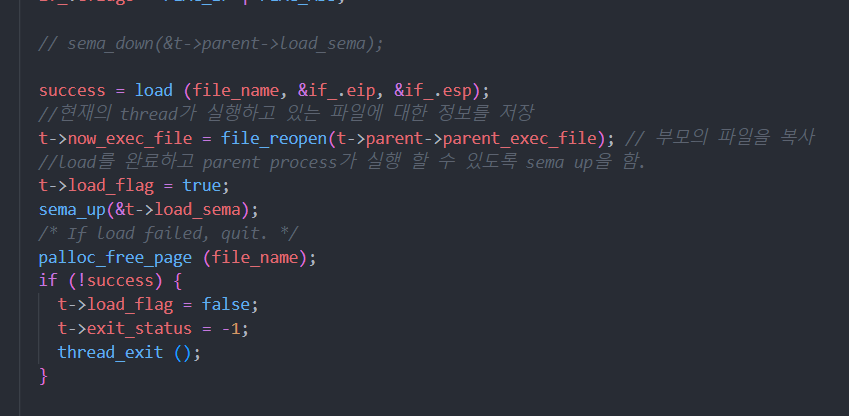 // sema_down(&t->parent->load_sema);
success = load (file_name, &if_.eip, &if_.esp);
//현재의 thread가 실행하고 있는 파일에 대한 정보를 저장
t->now_exec_file = file_reopen(t->parent->parent_exec_file); // 부모의 파일을 복사
//load를 완료하고 parent process가 실행 할 수 있도록 sema up을 함.
t->load_flag = true;
sema_up(&t->load_sema);
/* If load failed, quit. */
palloc_free_page (file_name);
if (!success) {
t->load_flag = false;
t->exit_status = -1;
thread_exit ();
}